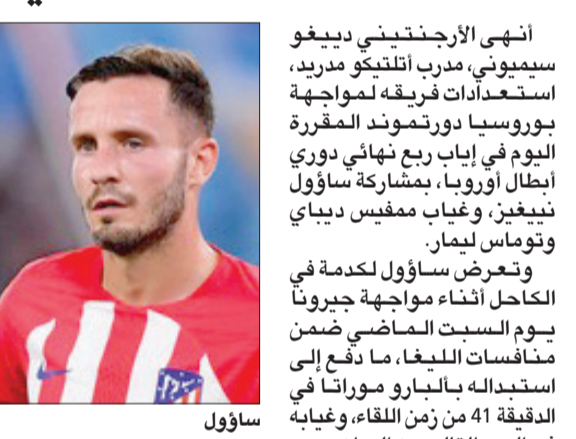 أنهى الأرجنتيني دييغو
سيميوني، مدرب أتلتيكو مدريد،
استعدادات فريقه لمواجهة
بوروسيا دورتموند المقررة
اليوم في إياب ربع نهائي دوري
أبطال أوروبا، بمشاركة ساؤول
نييغيز، وغياب ممفيس ديباي
وتوماس ليمار.
وتعرض ساؤول لكدمة في
الكاحل أثناء مواجهة جيرونا
يوم السبت الماضي ضمن
منافسات الليغا، ما دفع إلى
استبداله بألبارو موراتا في
الدقيقة 41 من زمن اللقاء، وغيابه
ساؤول